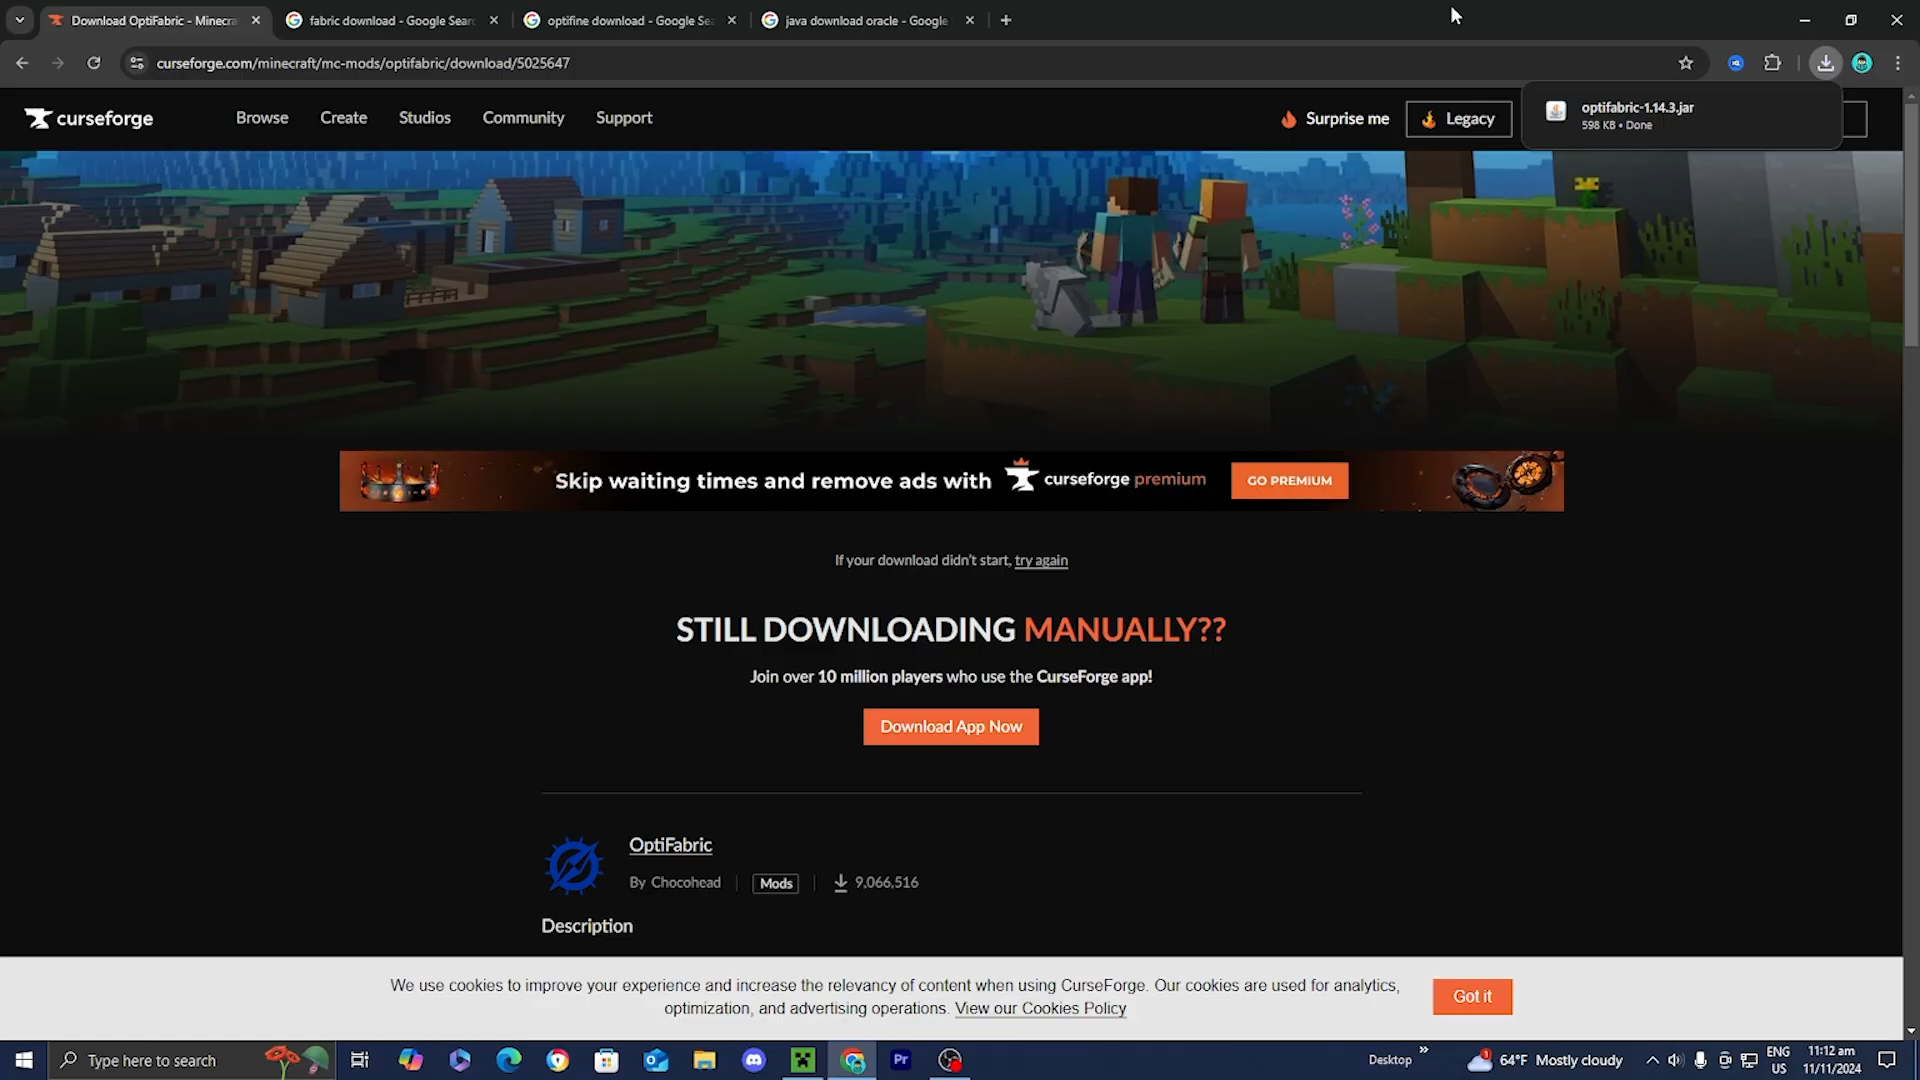 Download OptiFabric - Minecra
fabric download - Google Sear
optifine download - Google Se
java download oracle - Google
curseforge.com/minecraft/mc-mods/optifabric/download/5025647
optifabric-1.14.3.jar
598 KB • Done
curseforge
Browse
Create
Studios
Community
Support
Surprise me
Legacy
Skip waiting times and remove ads with curseforge premium
GO PREMIUM
If your download didn't start, try again
STILL DOWNLOADING MANUALLY??
Join over 10 million players who use the CurseForge app!
Download App Now
OptiFabric
By Chocohead
Mods
9,066,516
Description
We use cookies to improve your experience and increase the relevancy of content when using CurseForge. Our cookies are used for analytics,
optimization, and advertising operations. View our Cookies Policy
Got it
Type here to search
Pr
Desktop
1
64°F Mostly cloudy
ENG
US
11:12 am
11/11/2024